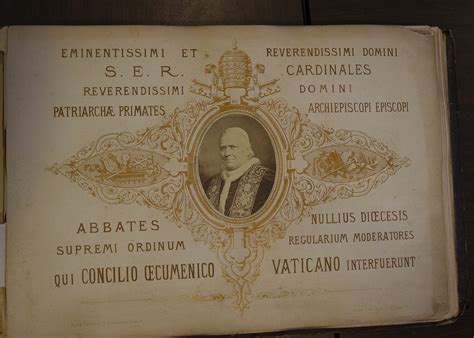 EMINENTISSIMI ET REVERENDISSIMI DOMINI
S. E. R. CARDINALES
REVERENDISSIMI DOMINI
PATRIARCHÆ PRIMATES ARCHIEPISCOPI EPISCOPI
ABBATES NULLIUS DIŒCESIS
SUPREMI ORDINUM REGULARIUM MODERATORES
QUI CONCILIO ŒCUMENICO VATICANO INTERFUERUNT